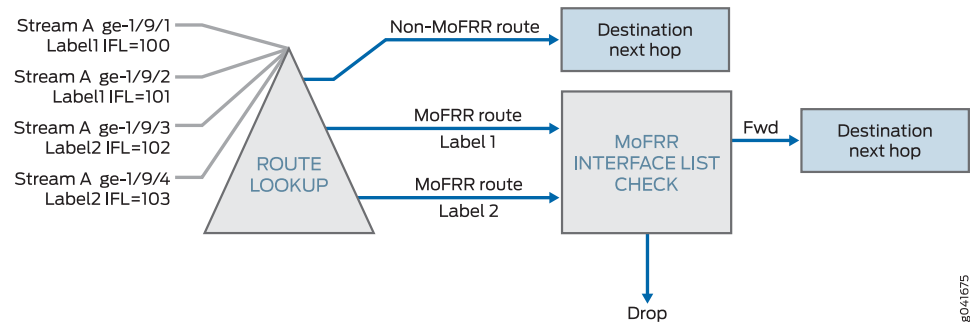 Stream A ge-1/9/1
Label1 IFL=100
Stream A ge-1/9/2
Label1 IFL=101
Stream A ge-1/9/3
Label2 IFL=102
Stream A ge-1/9/4
Label2 IFL=103
ROUTE
LOOKUP
Non-MoFRR route
Destination
next hop
MoFRR route
Label 1
MoFRR route
Label 2
MoFRR
INTERFACE LIST
CHECK
Fwd
Destination
next hop
Drop
g041675